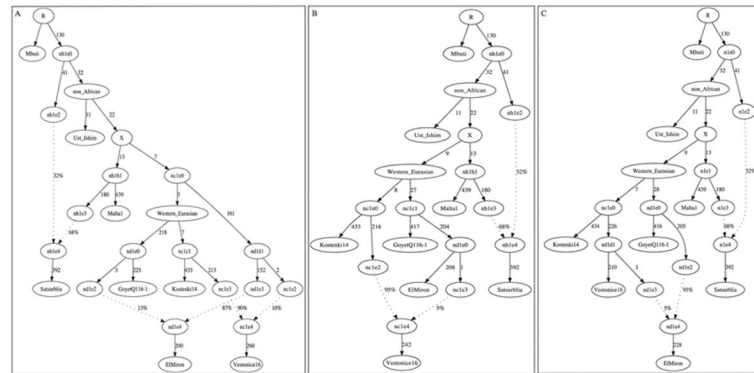 A
R
130
Mbuti
nh1e0
41
32
non_African
nh1e2
11
22
Ust_Ishim
X
13
7
32%
nh1b1
nc1e0
180
439
3
161
nh1e3
Malta1
Western_Eurasian
68%
218
7
nh1e4
nd1e0
nc1c1
nd1d1
392
3
225
433
213
132
2
Satsurblia
nd1e2
GoyetQ116-1
Kostenki14
nc1e3
nd1e3
nc1e2
13%
87%
90%
10%
nd1e4
nc1e4
200
260
ElMiron
Vestonice16
B
R
130
Mbuti
nh1e0
32
41
non_African
11
22
nh1e2
Ust_Ishim
X
9
13
Western_Eurasian
nh1b1
32%
8
27
439
180
nc1e0
nc1c1
Malta1
nh1e3
433
216
417
204
68%
Kostenki14
GoyetQ116-1
nd1e0
nh1e4
208
1
392
nc1e2
ElMiron
nc1e3
Satsurblia
95%
5%
nc1e4
242
Vestonice16
C
R
130
Mbuti
n1e0
32
41
non_African
11
22
n1e2
Ust_Ishim
X
9
13
Western_Eurasian
n1c1
32%
7
28
439
180
nc1e0
nd1e0
Malta1
n1e3
434
226
416
205
68%
Kostenki14
nd1d1
GoyetQ116-1
n1e4
210
1
392
nd1e2
Vestonice16
nd1e3
Satsurblia
5%
95%
nd1e4
228
ElMiron